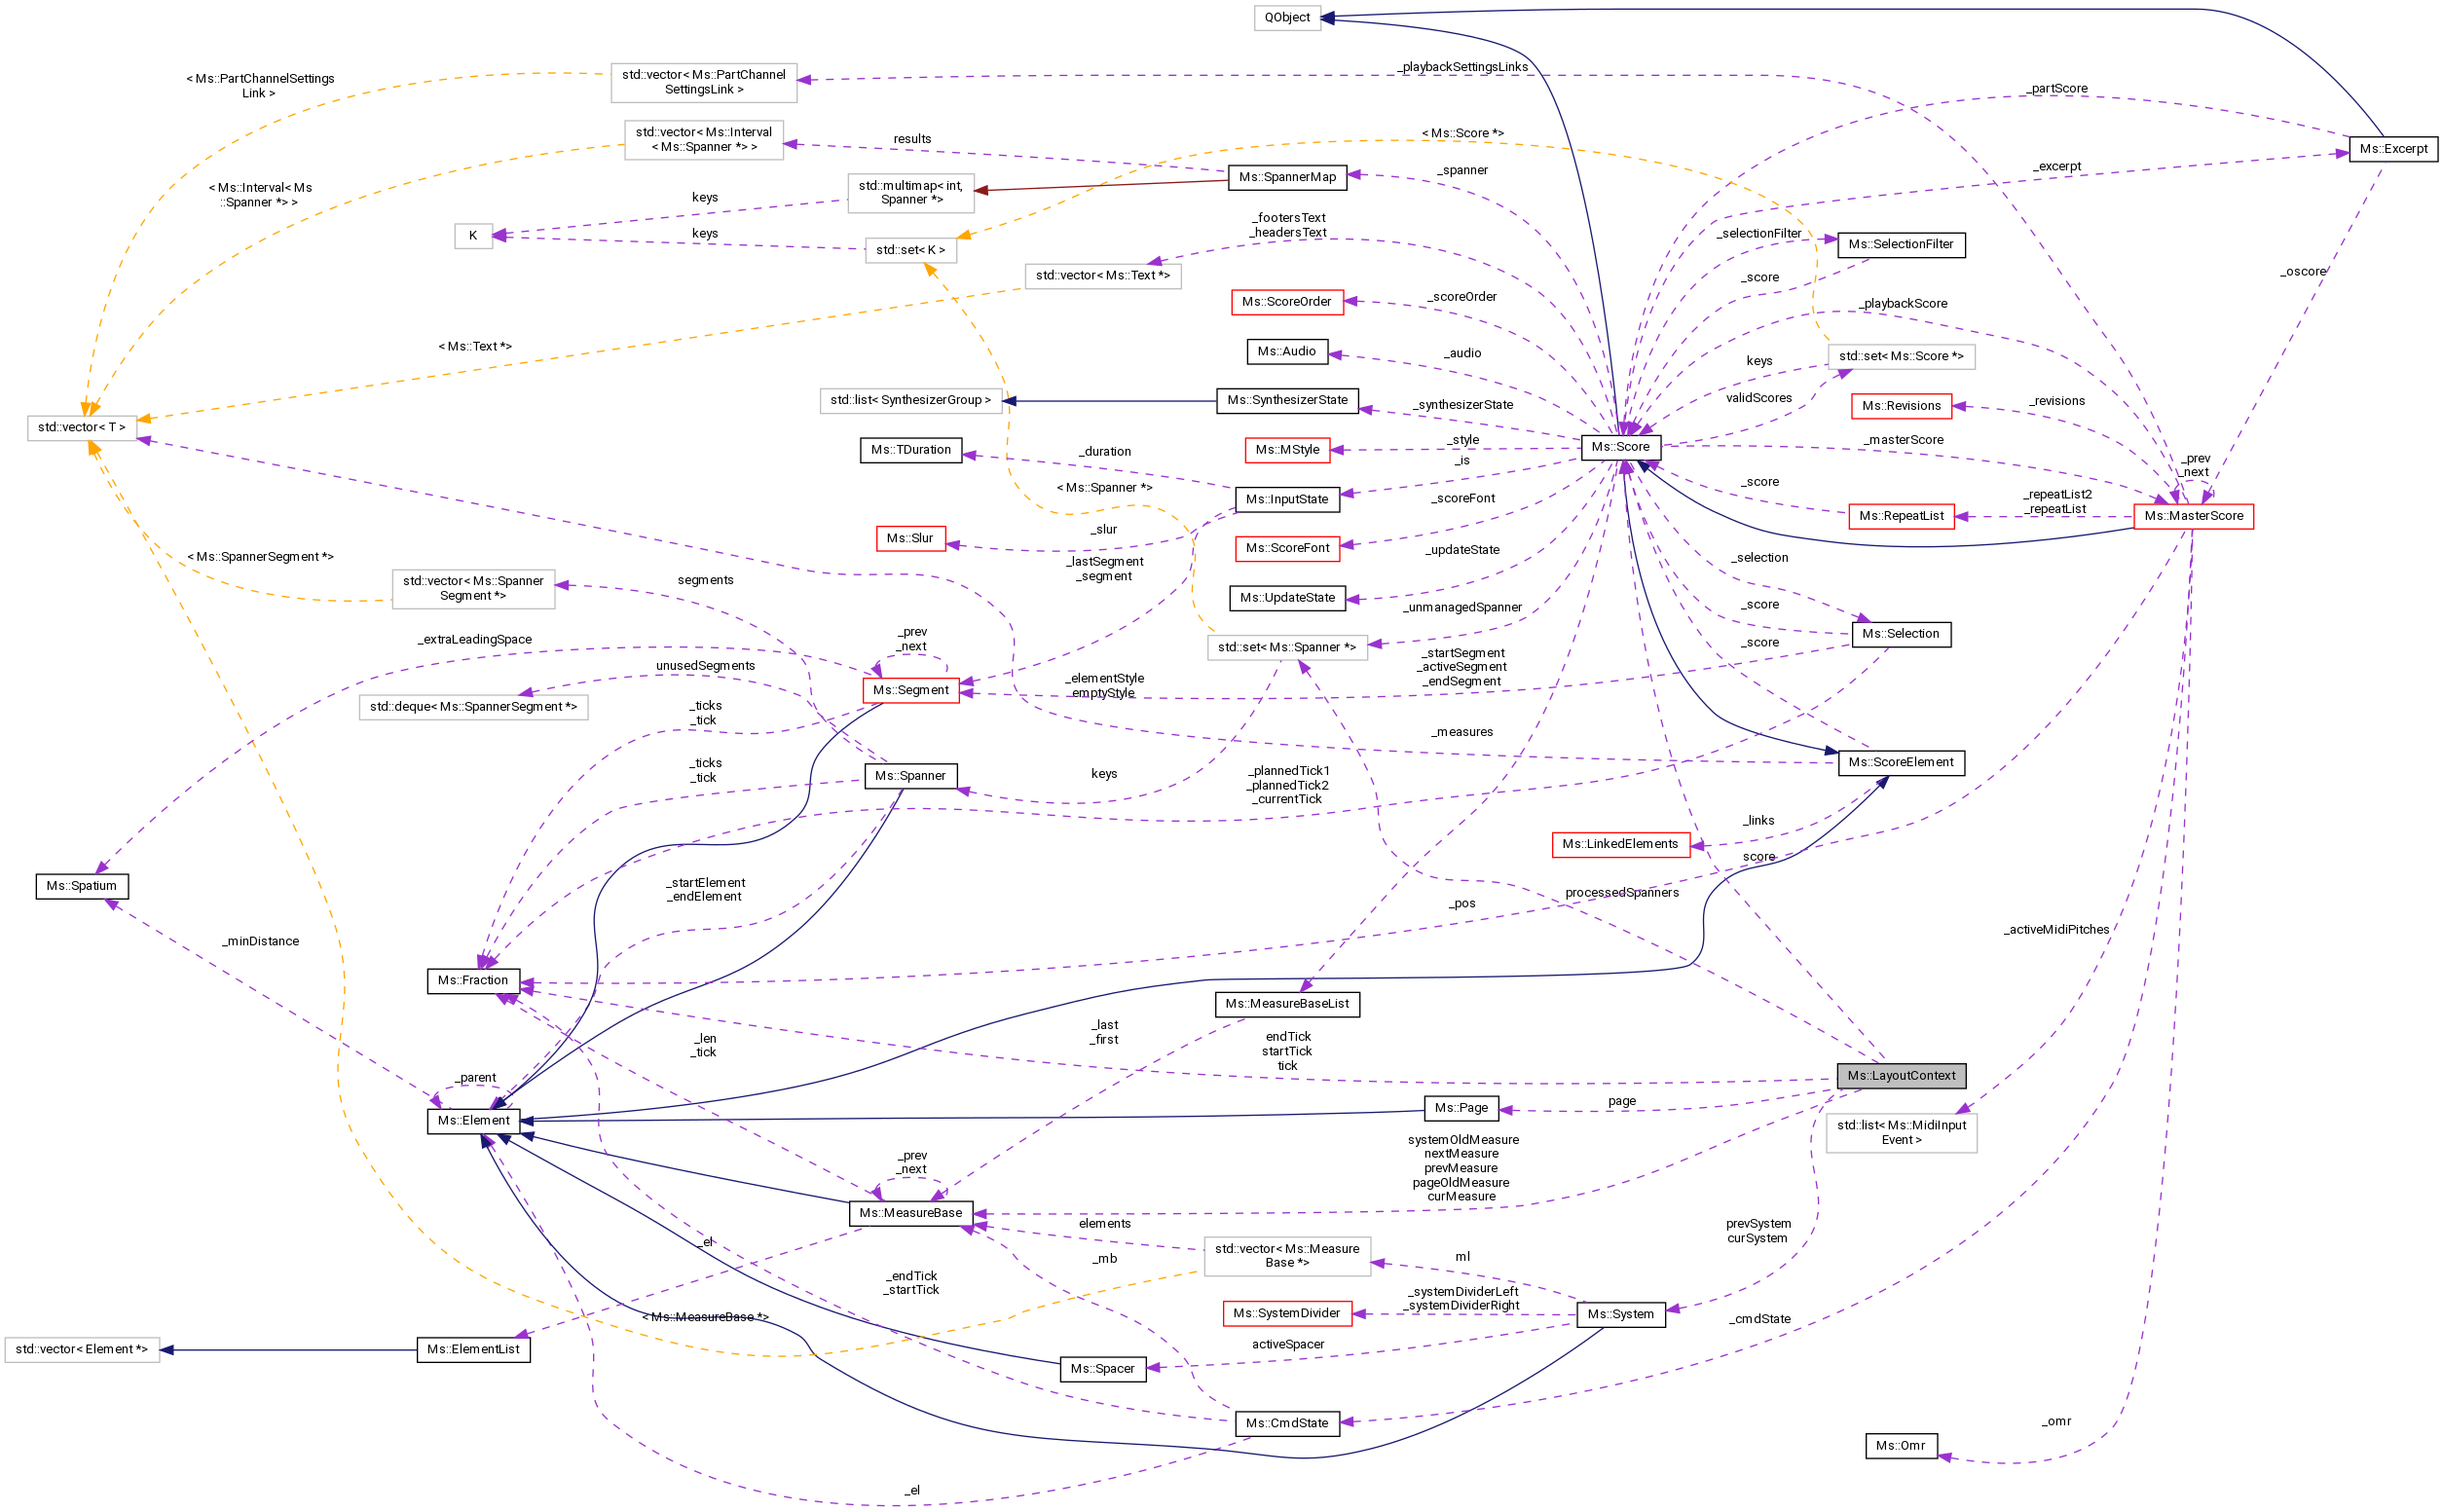 QObject
< Ms::PartChannelSettings
Link >
std::vector< Ms::PartChannel
SettingsLink >
_playbackSettingsLinks
_partScore
< Ms::Score *>
results
std::vector< Ms::Interval
< Ms::Spanner *> >
Ms::Excerpt
_excerpt
_spanner
Ms::SpannerMap
std::multimap< int,
Spanner *>
< Ms::Interval< Ms
::Spanner *> >
keys
K
keys
std::set< K >
_footersText
_headersText
_selectionFilter
Ms::SelectionFilter
_score
_oscore
std::vector< Ms::Text *>
Ms::ScoreOrder
_scoreOrder
_playbackScore
< Ms::Text *>
Ms::Audio
_audio
keys
std::set< Ms::Score *>
std::list< SynthesizerGroup >
Ms::SynthesizerState
_synthesizerState
validScores
Ms::Revisions
_revisions
std::vector< T >
Ms::TDuration
_duration
Ms::MStyle
_style
_is
Ms::Score
_masterScore
_prev
_next
< Ms::Spanner *>
Ms::InputState
_scoreFont
_score
Ms::RepeatList
_repeatList2
_repeatList
Ms::MasterScore
Ms::Slur
_slur
Ms::ScoreFont
_updateState
_selection
< Ms::SpannerSegment *>
std::vector< Ms::Spanner
Segment *>
segments
_lastSegment
_segment
Ms::UpdateState
_unmanagedSpanner
_score
Ms::Selection
_extraLeadingSpace
_prev
_next
std::set< Ms::Spanner *>
_startSegment
_activeSegment
_endSegment
_score
unusedSegments
std::deque< Ms::SpannerSegment *>
Ms::Segment
_elementStyle
_emptyStyle
_ticks
_tick
_measures
Ms::ScoreElement
_ticks
_tick
Ms::Spanner
keys
_plannedTick1
_plannedTick2
_currentTick
_links
Ms::LinkedElements
score
Ms::Spatium
_startElement
_endElement
processedSpanners
_pos
_minDistance
_activeMidiPitches
Ms::Fraction
Ms::MeasureBaseList
_len
_tick
_last
_first
endTick
startTick
tick
Ms::LayoutContext
_parent
Ms::Element
Ms::Page
page
std::list< Ms::MidiInput
Event >
systemOldMeasure
nextMeasure
prevMeasure
pageOldMeasure
curMeasure
_prev
_next
Ms::MeasureBase
elements
_el
_mb
std::vector< Ms::Measure
Base *>
ml
prevSystem
curSystem
_endTick
_startTick
< Ms::MeasureBase *>
Ms::SystemDivider
_systemDividerLeft
_systemDividerRight
Ms::System
_cmdState
std::vector< Element *>
Ms::ElementList
Ms::Spacer
activeSpacer
Ms::CmdState
Ms::Omr
_omr
_el